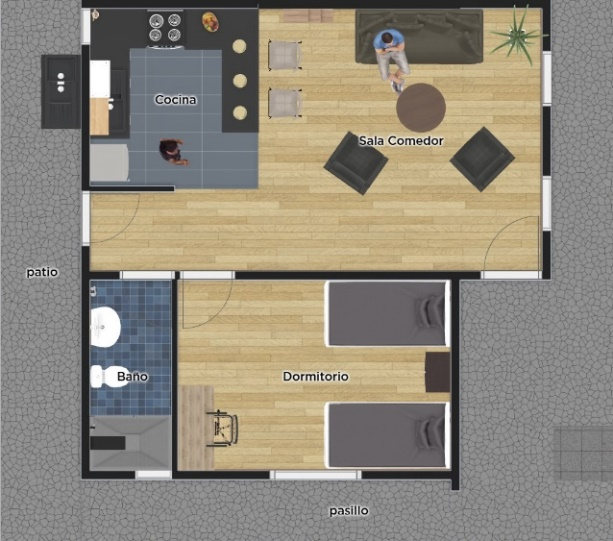 Cocina
Sala Comedor
patio
Baño
Dormitorio
pasillo